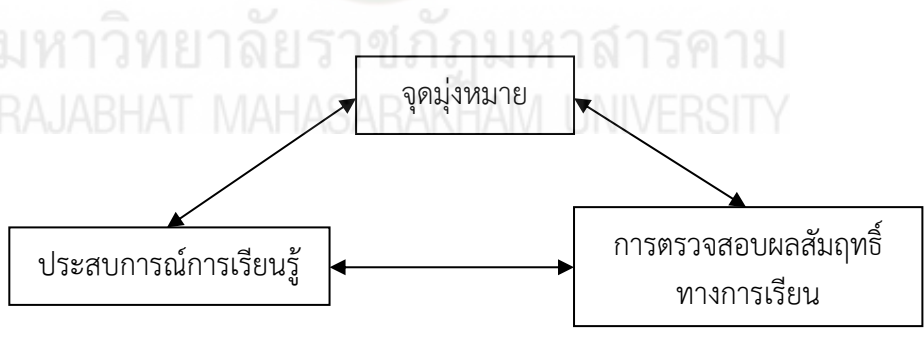 มหาวิทยาลัยราชภัฏมหาสารคาม
RAJABHAT MAHASARAKHAM UNIVERSITY
จุดมุ่งหมาย
ประสบการณ์การเรียนรู้
การตรวจสอบผลสัมฤทธิ์
ทางการเรียน